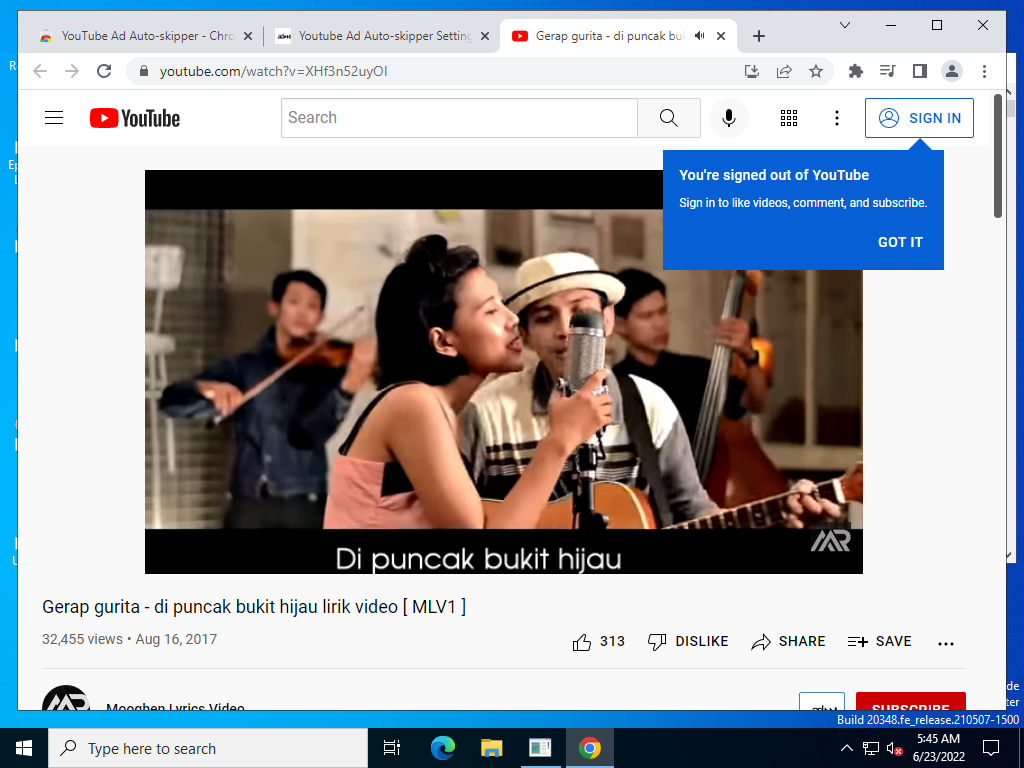 YouTube Ad Auto-skipper - Chro
Youtube Ad Auto-skipper Setting
Gerap gurita - di puncak buk
youtube.com/watch?v=XHf3n52uyOI
YouTube
Search
SIGN IN
You're signed out of YouTube
Sign in to like videos, comment, and subscribe.
GOT IT
Di puncak bukit hijau
MR
Gerap gurita - di puncak bukit hijau lirik video [ MLV1 ]
32,455 views • Aug 16, 2017
313
DISLIKE
SHARE
SAVE
Mooghen Lyrics Video
SUBSCRIBE
Build 20348.fe_release.210507-1500
Type here to search
5:45 AM
6/23/2022